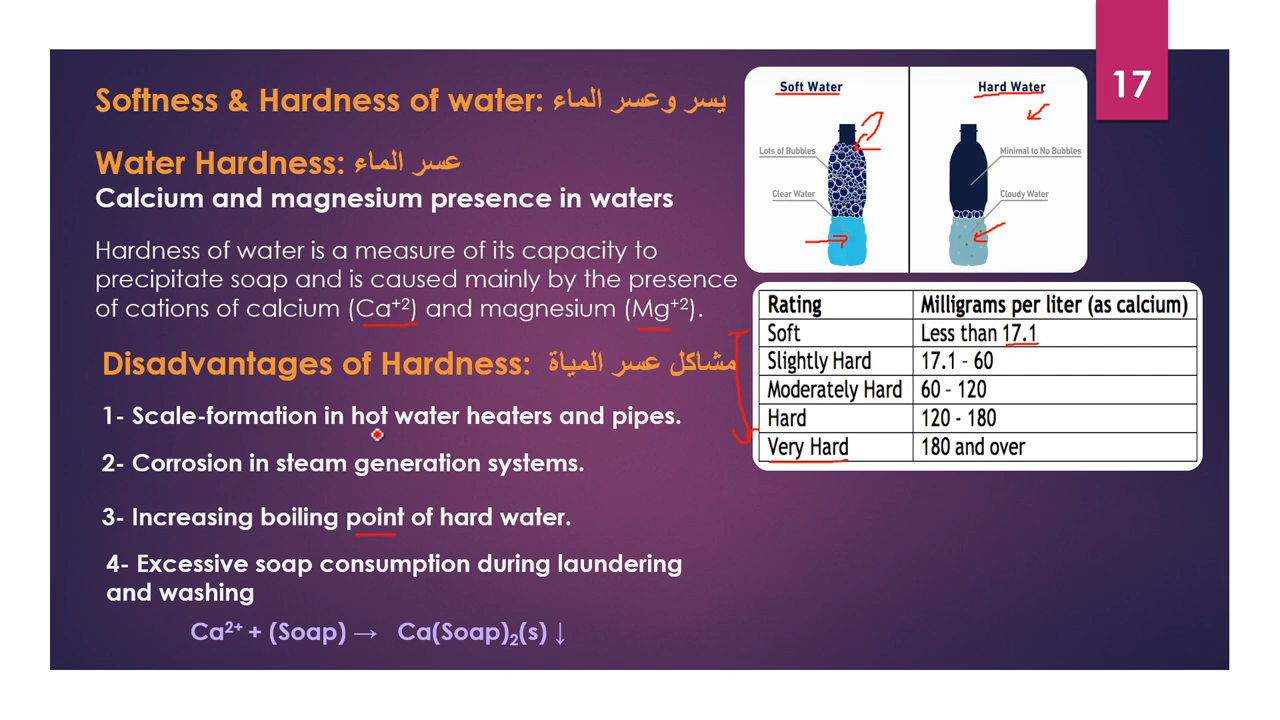 17
Softness & Hardness of water: يسر وعسر الماء
Water Hardness: عسر الماء
Calcium and magnesium presence in waters
Hardness of water is a measure of its capacity to
precipitate soap and is caused mainly by the presence
of cations of calcium (Ca⁺²) and magnesium (Mg⁺²).
Disadvantages of Hardness: مشاكل عسر المياة
1- Scale-formation in hot water heaters and pipes.
2- Corrosion in steam generation systems.
3- Increasing boiling point of hard water.
4- Excessive soap consumption during laundering
and washing
Ca²⁺ + (Soap) → Ca(Soap)₂(s) ↓
Soft Water
Lots of Bubbles
Clear Water
Hard Water
Minimal to No Bubbles
Cloudy Water
Rating Milligrams per liter (as calcium)
Soft Less than 17.1
Slightly Hard 17.1 - 60
Moderately Hard 60 - 120
Hard 120 - 180
Very Hard 180 and over